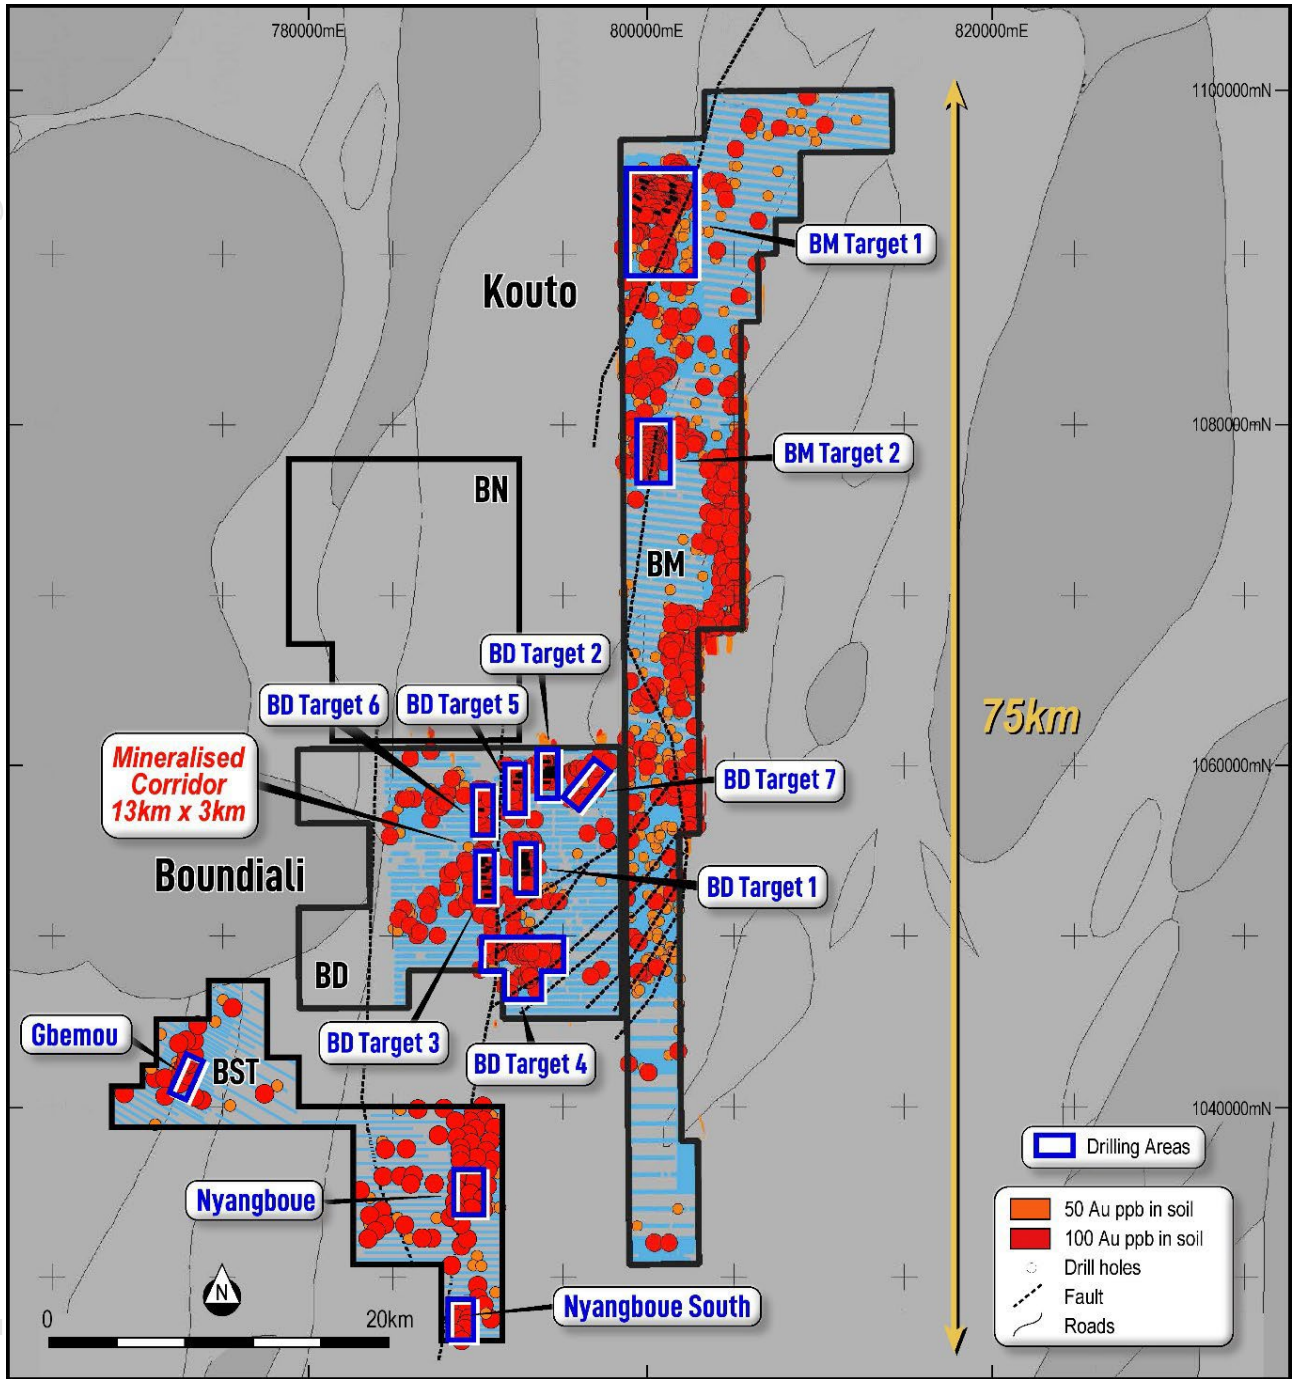 780000mE
800000mE
820000mE
1100000mN
BM Target 1
Kouto
1080000mN
BM Target 2
BN
BM
BD Target 2
BD Target 6
BD Target 5
75km
Mineralised
Corridor
13km x 3km
1060000mN
BD Target 7
Boundiali
BD Target 1
BD
Gbemou
BD Target 3
BD Target 4
BST
1040000mN
Drilling Areas
Nyangboue
50 Au ppb in soil
100 Au ppb in soil
Drill holes
Fault
Roads
N
Nyangboue South
0
20km